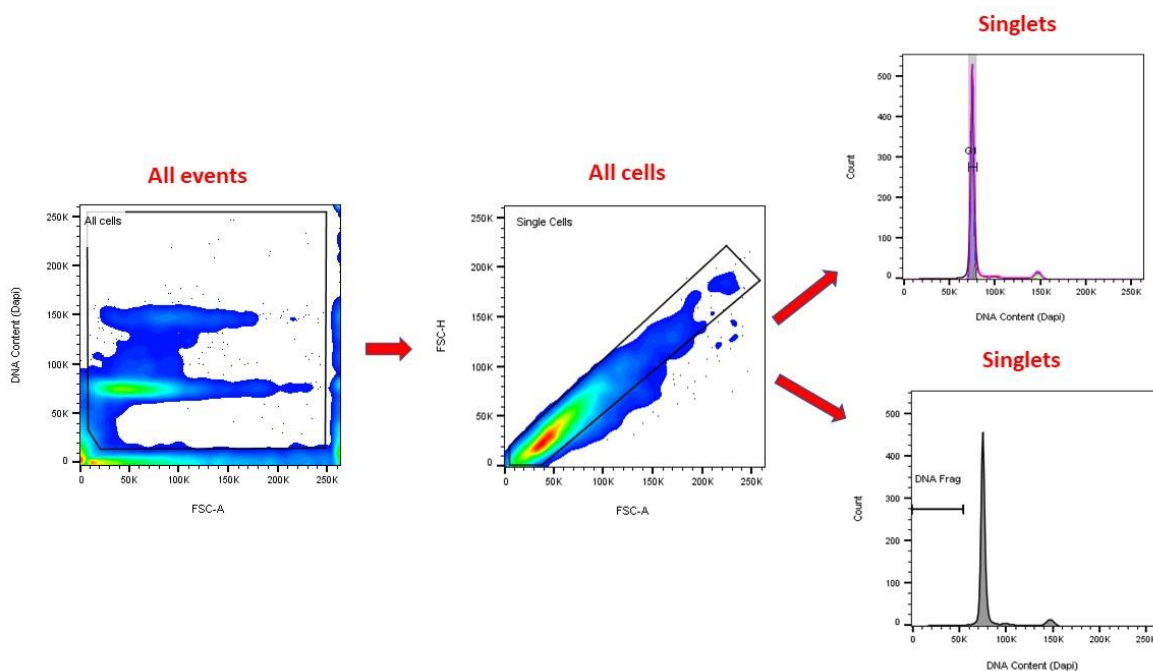 All events
All cells
250K
200K
150K
100K
50K
0
DNA Content (Dapi)
0
50K
100K
150K
200K
250K
FSC-A
All cells
Single Cells
250K
200K
150K
100K
50K
0
FSC-H
0
50K
100K
150K
200K
250K
FSC-A
Singlets
500
400
300
200
100
0
Count
0
50K
100K
150K
200K
250K
DNA Content (Dapi)
Singlets
DNA Frag
500
400
300
200
100
0
Count
0
50K
100K
150K
200K
250K
DNA Content (Dapi)